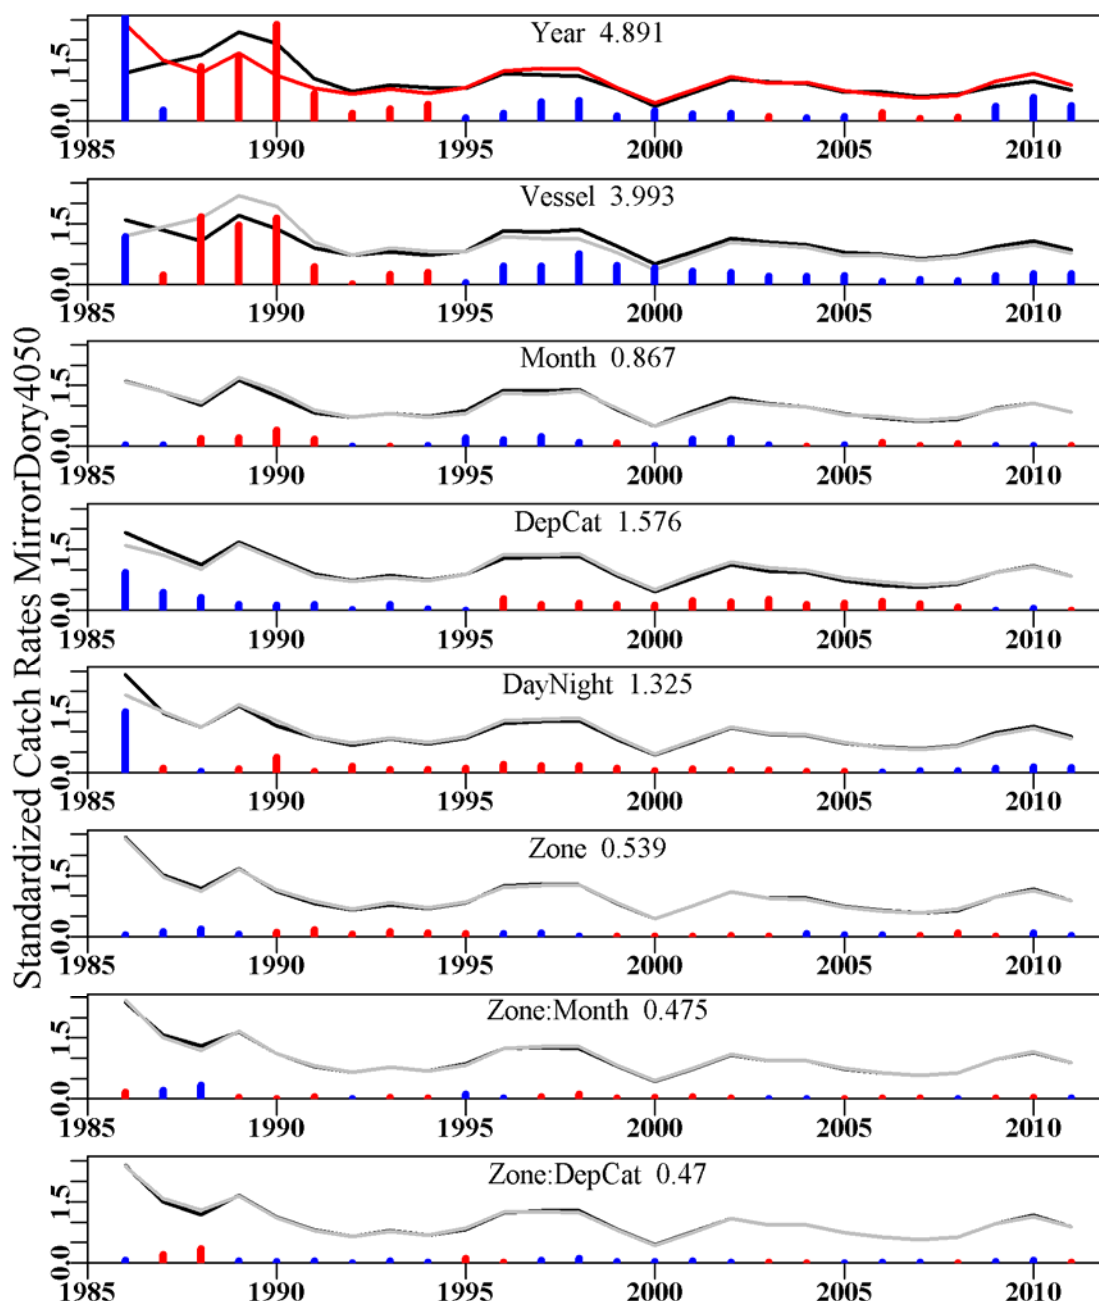 Standardized Catch Rates MirrorDory4050
Year 4.891
0.0 1.5
1985 1990 1995 2000 2005 2010
Vessel 3.993
0.0 1.5
1985 1990 1995 2000 2005 2010
Month 0.867
0.0 1.5
1985 1990 1995 2000 2005 2010
DepCat 1.576
0.0 1.5
1985 1990 1995 2000 2005 2010
DayNight 1.325
0.0 1.5
1985 1990 1995 2000 2005 2010
Zone 0.539
0.0 1.5
1985 1990 1995 2000 2005 2010
Zone:Month 0.475
0.0 1.5
1985 1990 1995 2000 2005 2010
Zone:DepCat 0.47
0.0 1.5
1985 1990 1995 2000 2005 2010